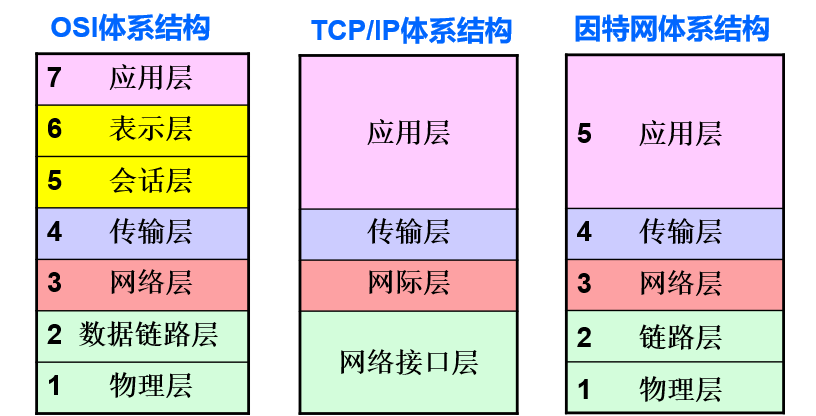 OSI体系结构
7 应用层
6 表示层
5 会话层
4 传输层
3 网络层
2 数据链路层
1 物理层
TCP/IP体系结构
应用层
传输层
网际层
网络接口层
因特网体系结构
5 应用层
4 传输层
3 网络层
2 链路层
1 物理层